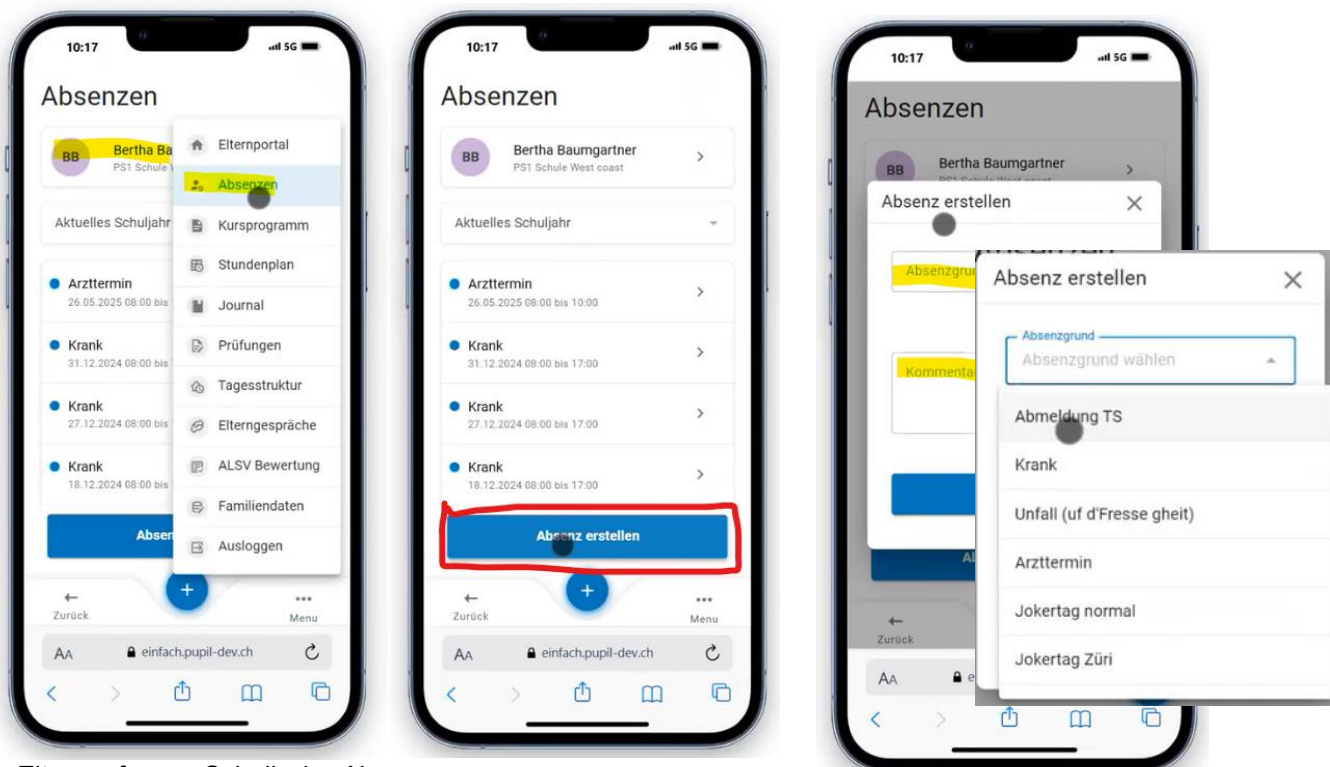 10:17
5G
Absenzen
BB
Bertha Ba
PS1 Schule
Aktuelles Schuljahr
Arzttermin
26.05.2025 08:00 bis
Krank
31.12.2024 08:00 bis
Krank
27.12.2024 08:00 bis
Krank
18.12.2024 08:00 bis
Absen
Elternportal
Absenzen
Kursprogramm
Stundenplan
Journal
Prüfungen
Tagesstruktur
Elterngespräche
ALSV Bewertung
Familiendaten
Ausloggen
+
Zurück
Menu
AA einfach.pupil-dev.ch
10:17
5G
Absenzen
BB
Bertha Baumgartner
PS1 Schule West coast
Aktuelles Schuljahr
Arzttermin
26.05.2025 08:00 bis 10:00
Krank
31.12.2024 08:00 bis 17:00
Krank
27.12.2024 08:00 bis 17:00
Krank
18.12.2024 08:00 bis 17:00
Absenz erstellen
+
Zurück
Menu
AA einfach.pupil-dev.ch
10:17
5G
Absenzen
BB
Bertha Baumgartner
PS1 Schule West coast
Absenz erstellen
Absenzgru
Kommenta
Zurück
AA
Absenz erstellen
Absenzgrund
Absenzgrund wählen
Abmeldung TS
Krank
Unfall (uf d'Fresse gheit)
Arzttermin
Jokertag normal
Jokertag Züri